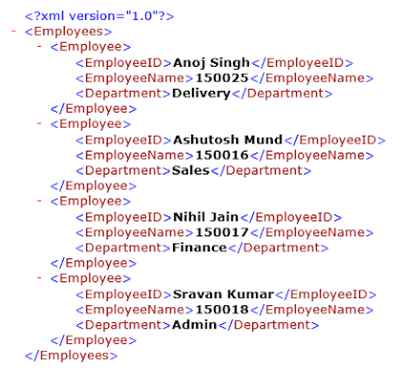 <?xml version="1.0"?>
- <Employees>
- <Employee>
<EmployeeID>Anoj Singh</EmployeeID>
<EmployeeName>150025</EmployeeName>
<Department>Delivery</Department>
</Employee>
- <Employee>
<EmployeeID>Ashutosh Mund</EmployeeID>
<EmployeeName>150016</EmployeeName>
<Department>Sales</Department>
</Employee>
- <Employee>
<EmployeeID>Nihil Jain</EmployeeID>
<EmployeeName>150017</EmployeeName>
<Department>Finance</Department>
</Employee>
- <Employee>
<EmployeeID>Sravan Kumar</EmployeeID>
<EmployeeName>150018</EmployeeName>
<Department>Admin</Department>
</Employee>
</Employees>